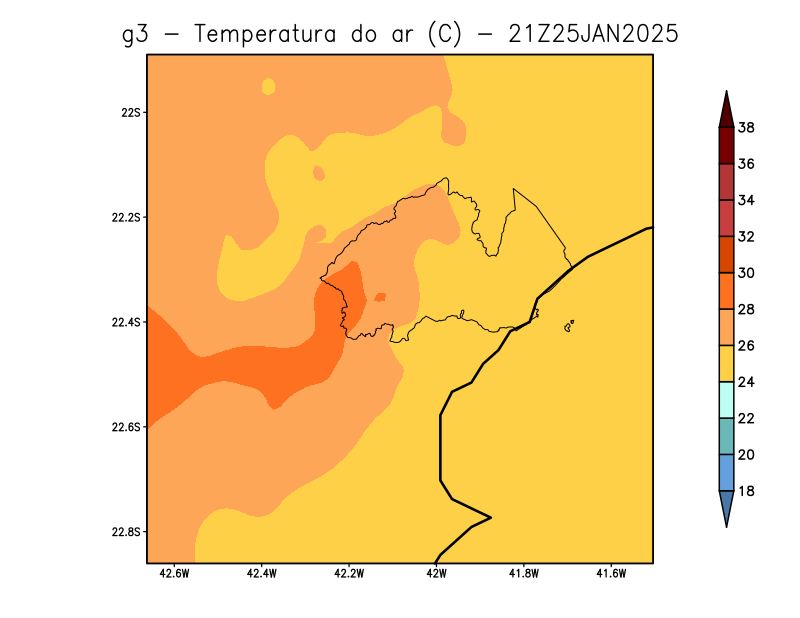 g3 - Temperatura do ar (C) - 21Z25JAN2025
22S
22.2S
22.4S
22.6S
22.8S
42.6W
42.4W
42.2W
42W
41.8W
41.6W
38
36
34
32
30
28
26
24
22
20
18